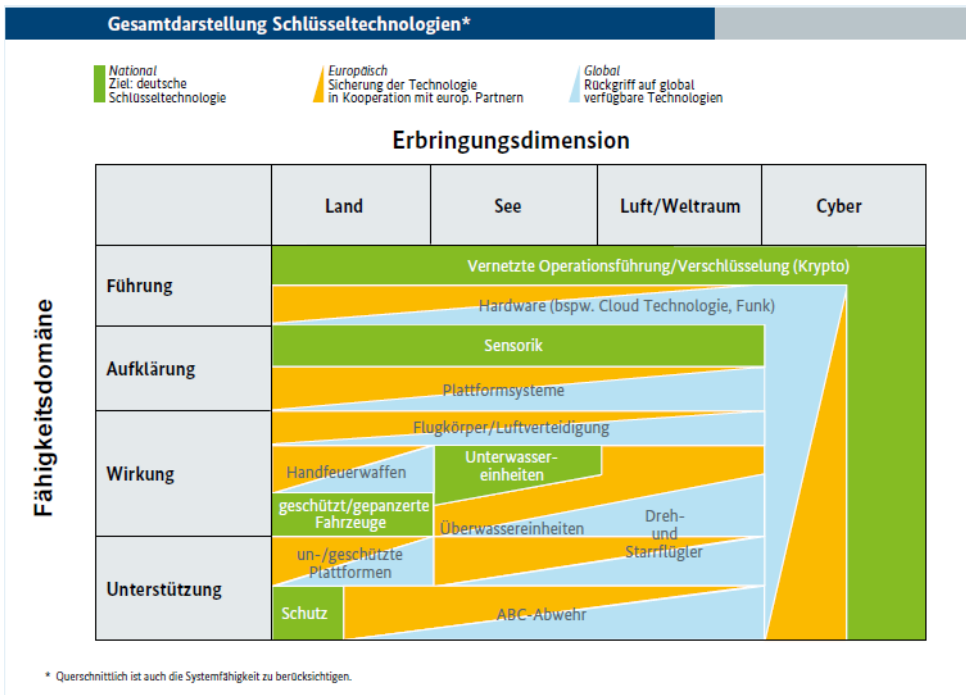 Gesamtdarstellung Schlüsseltechnologien*
National
Ziel: deutsche
Schlüsseltechnologie
Europäisch
Sicherung der Technologie
in Kooperation mit europ. Partnern
Global
Rückgriff auf global
verfügbare Technologien
Erbringungsdimension
Land
See
Luft/Weltraum
Cyber
Fähigkeitsdomäne
Führung
Vernetzte Operationsführung/Verschlüsselung (Krypto)
Hardware (bspw. Cloud Technologie, Funk)
Aufklärung
Sensorik
Plattformsysteme
Wirkung
Flugkörper/Luftverteidigung
Handfeuerwaffen
Unterwasser-
einheiten
geschützt/gepanzerte
Fahrzeuge
Überwassereinheiten
Dreh-
und
Starrflügler
Unterstützung
un-/geschützte
Plattformen
Schutz
ABC-Abwehr
* Querschnittlich ist auch die Systemfähigkeit zu berücksichtigen.